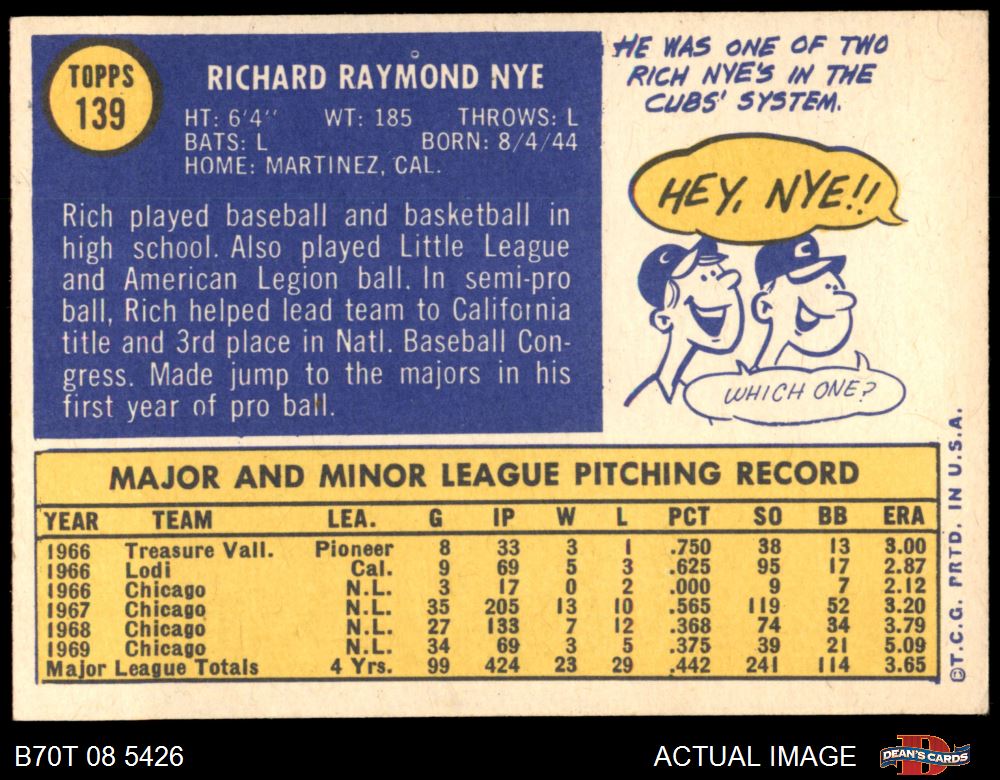 TOPPS
139
RICHARD RAYMOND NYE
HT: 6'4" WT: 185 THROWS: L
BATS: L BORN: 8/4/44
HOME: MARTINEZ, CAL.
Rich played baseball and basketball in
high school. Also played Little League
and American Legion ball. In semi-pro
ball, Rich helped lead team to California
title and 3rd place in Natl. Baseball Con-
gress. Made jump to the majors in his
first year of pro ball.
HE WAS ONE OF TWO
RICH NYE'S IN THE
CUBS' SYSTEM.
HEY, NYE!!
C
WHICH ONE?
MAJOR AND MINOR LEAGUE PITCHING RECORD
YEAR TEAM LEA. G IP W L PCT SO BB ERA
1966 Treasure Vall. Pioneer 8 33 3 1 .750 38 13 3.00
1966 Lodi Cal. 9 69 5 3 .625 95 17 2.87
1966 Chicago N.L. 3 17 0 2 .000 9 7 2.12
1967 Chicago N.L. 35 205 13 10 .565 119 52 3.20
1968 Chicago N.L. 27 133 7 12 .368 74 34 3.79
1969 Chicago N.L. 34 69 3 5 .375 39 21 5.09
Major League Totals 4 Yrs. 99 424 23 29 .442 241 114 3.65
©T.C.G. PRTD. IN U.S.A.
B70T 08 5426
ACTUAL IMAGE
D
DEAN'S CARDS